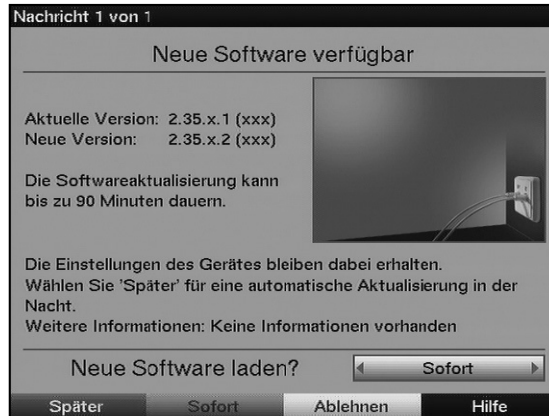 Nachricht 1 von 1
Neue Software verfügbar
Aktuelle Version: 2.35.x.1 (xxx)
Neue Version: 2.35.x.2 (xxx)
Die Softwareaktualisierung kann
bis zu 90 Minuten dauern.
Die Einstellungen des Gerätes bleiben dabei erhalten.
Wählen Sie 'Später' für eine automatische Aktualisierung in der
Nacht.
Weitere Informationen: Keine Informationen vorhanden
Neue Software laden? Sofort
Später Sofort Ablehnen Hilfe